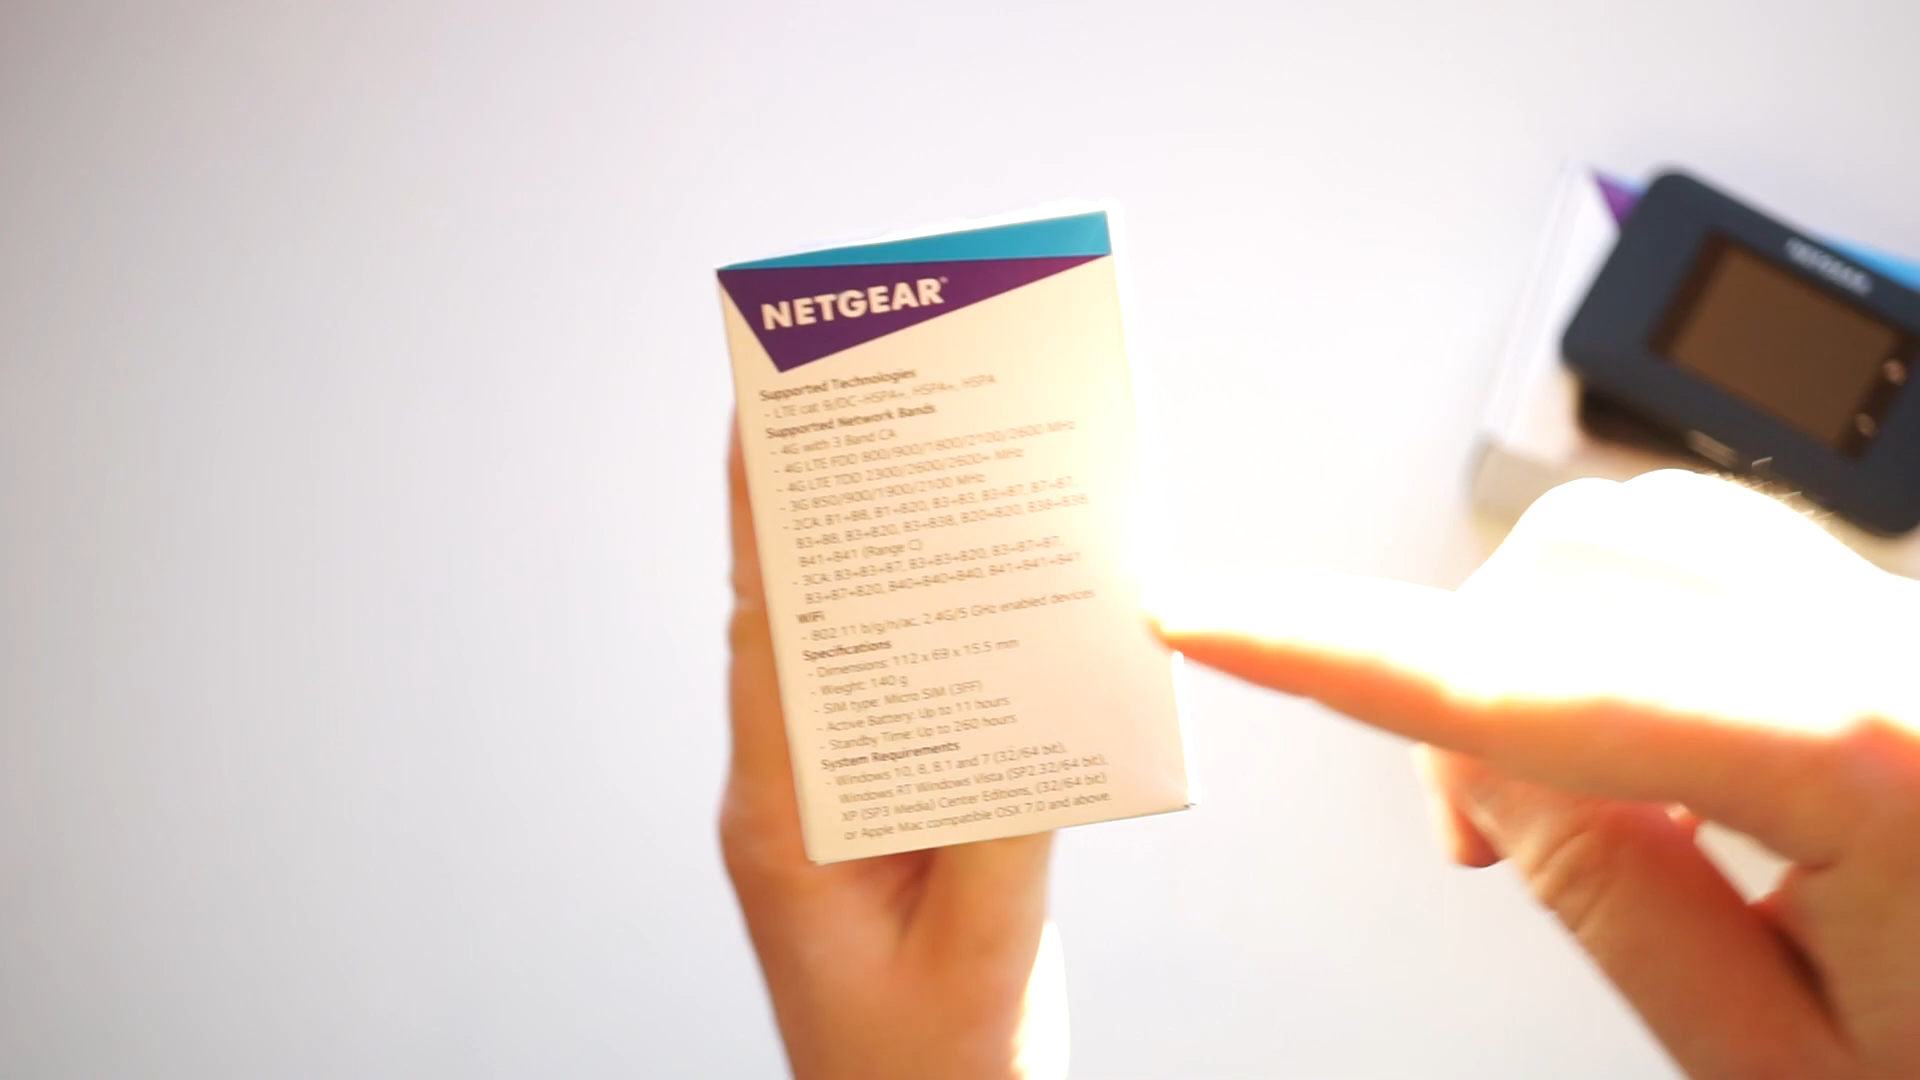 NETGEAR
Supported Technologies
- LTE cat 9/DC-HSPA+, HSPA+, HSPA
Supported Network Bands
- 4G with 3 Band CA
- 4G LTE FDD 800/900/1800/2100/2600 MHz
- 4G LTE TDD 2300/2600/2600+ MHz
- 3G 850/900/1900/2100 MHz
- 2CA: B1+B8, B1+B20, B3+B3, B3+B7, B7+B7,
B3+B8, B3+B20, B3+B38, B20+B20, B38+B38
B41+B41 (Range C)
- 3CA: B3+B3+B7, B3+B3+B20, B3+B7+B7,
B3+B7+B20, B40+B40+B40, B41+B41+B41
WiFi
- 802.11 b/g/n/ac, 2.4G/5 GHz enabled devices
Specifications
- Dimensions: 112 x 69 x 15.5 mm
- Weight: 140 g
- SIM type: Micro SIM (3FF)
- Active Battery: Up to 11 hours
- Standby Time: Up to 260 hours
System Requirements
- Windows 10, 8, 8.1 and 7 (32/64 bit),
Windows RT Windows Vista (SP2 32/64 bit),
XP (SP3 Media) Center Editions, (32/64 bit)
or Apple Mac compatible OSX 7.0 and above.
NETGEAR